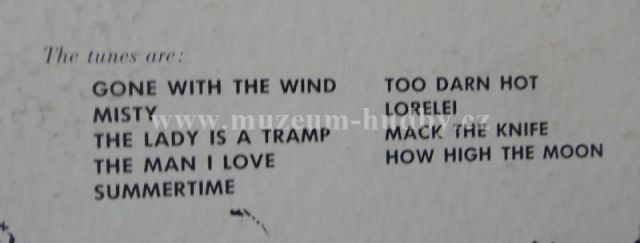 The tunes are:
GONE WITH THE WIND
MISTY
THE LADY IS A TRAMP
THE MAN I LOVE
SUMMERTIME
TOO DARN HOT
LORELEI
MACK THE KNIFE
HOW HIGH THE MOON
www.muzeum-hudby.cz